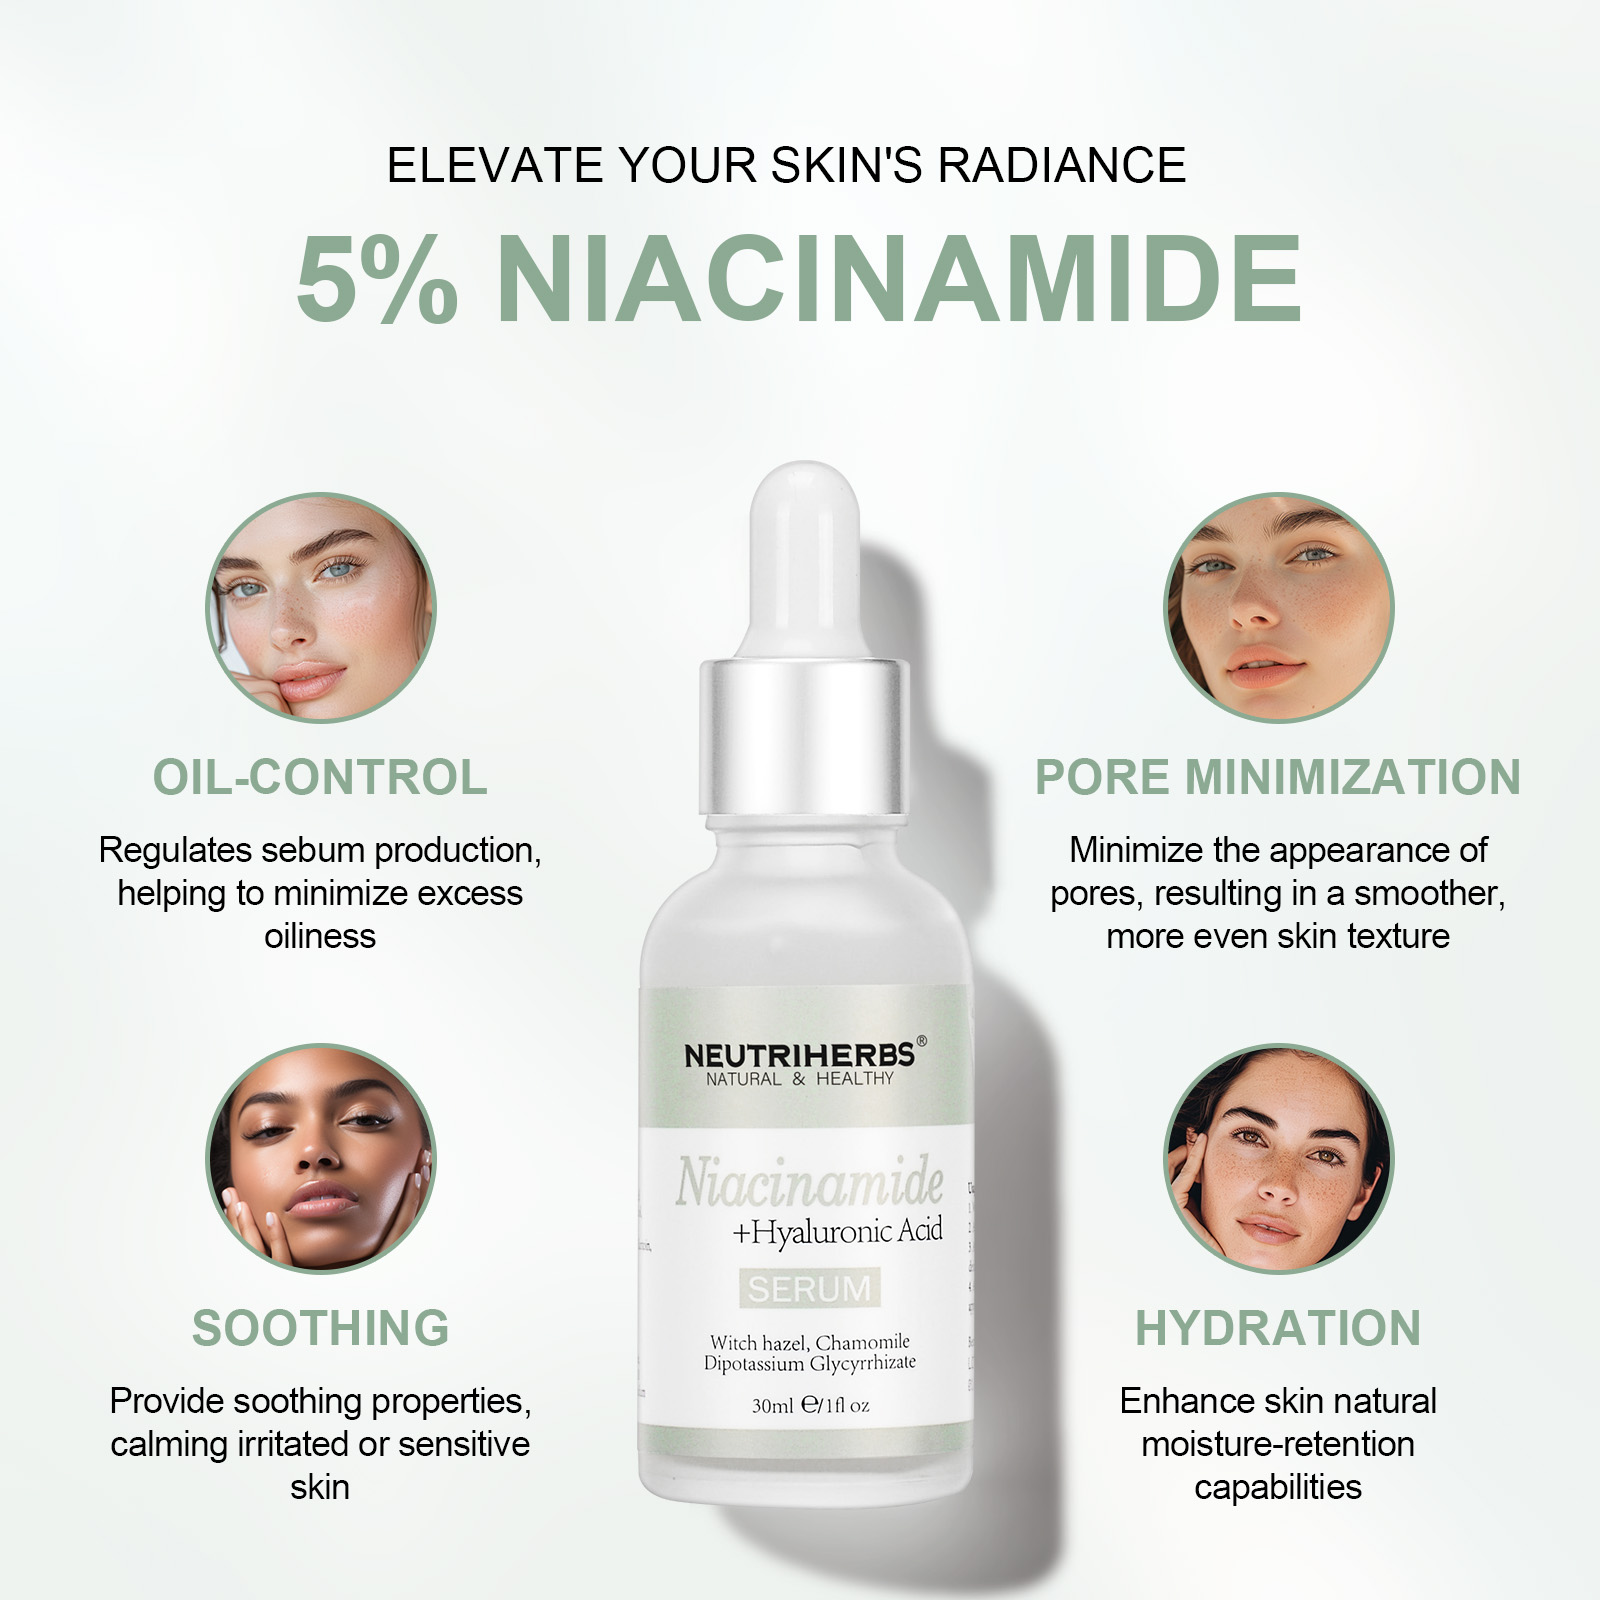 ELEVATE YOUR SKIN'S RADIANCE
5% NIACINAMIDE
OIL-CONTROL
Regulates sebum production,
helping to minimize excess
oiliness
PORE MINIMIZATION
Minimize the appearance of
pores, resulting in a smoother,
more even skin texture
NEUTRIHERBS®
NATURAL & HEALTHY
Niacinamide
+Hyaluronic Acid
SERUM
Witch hazel, Chamomile
Dipotassium Glycyrrhizate
30ml ℮/1fl oz
SOOTHING
Provide soothing properties,
calming irritated or sensitive
skin
HYDRATION
Enhance skin natural
moisture-retention
capabilities